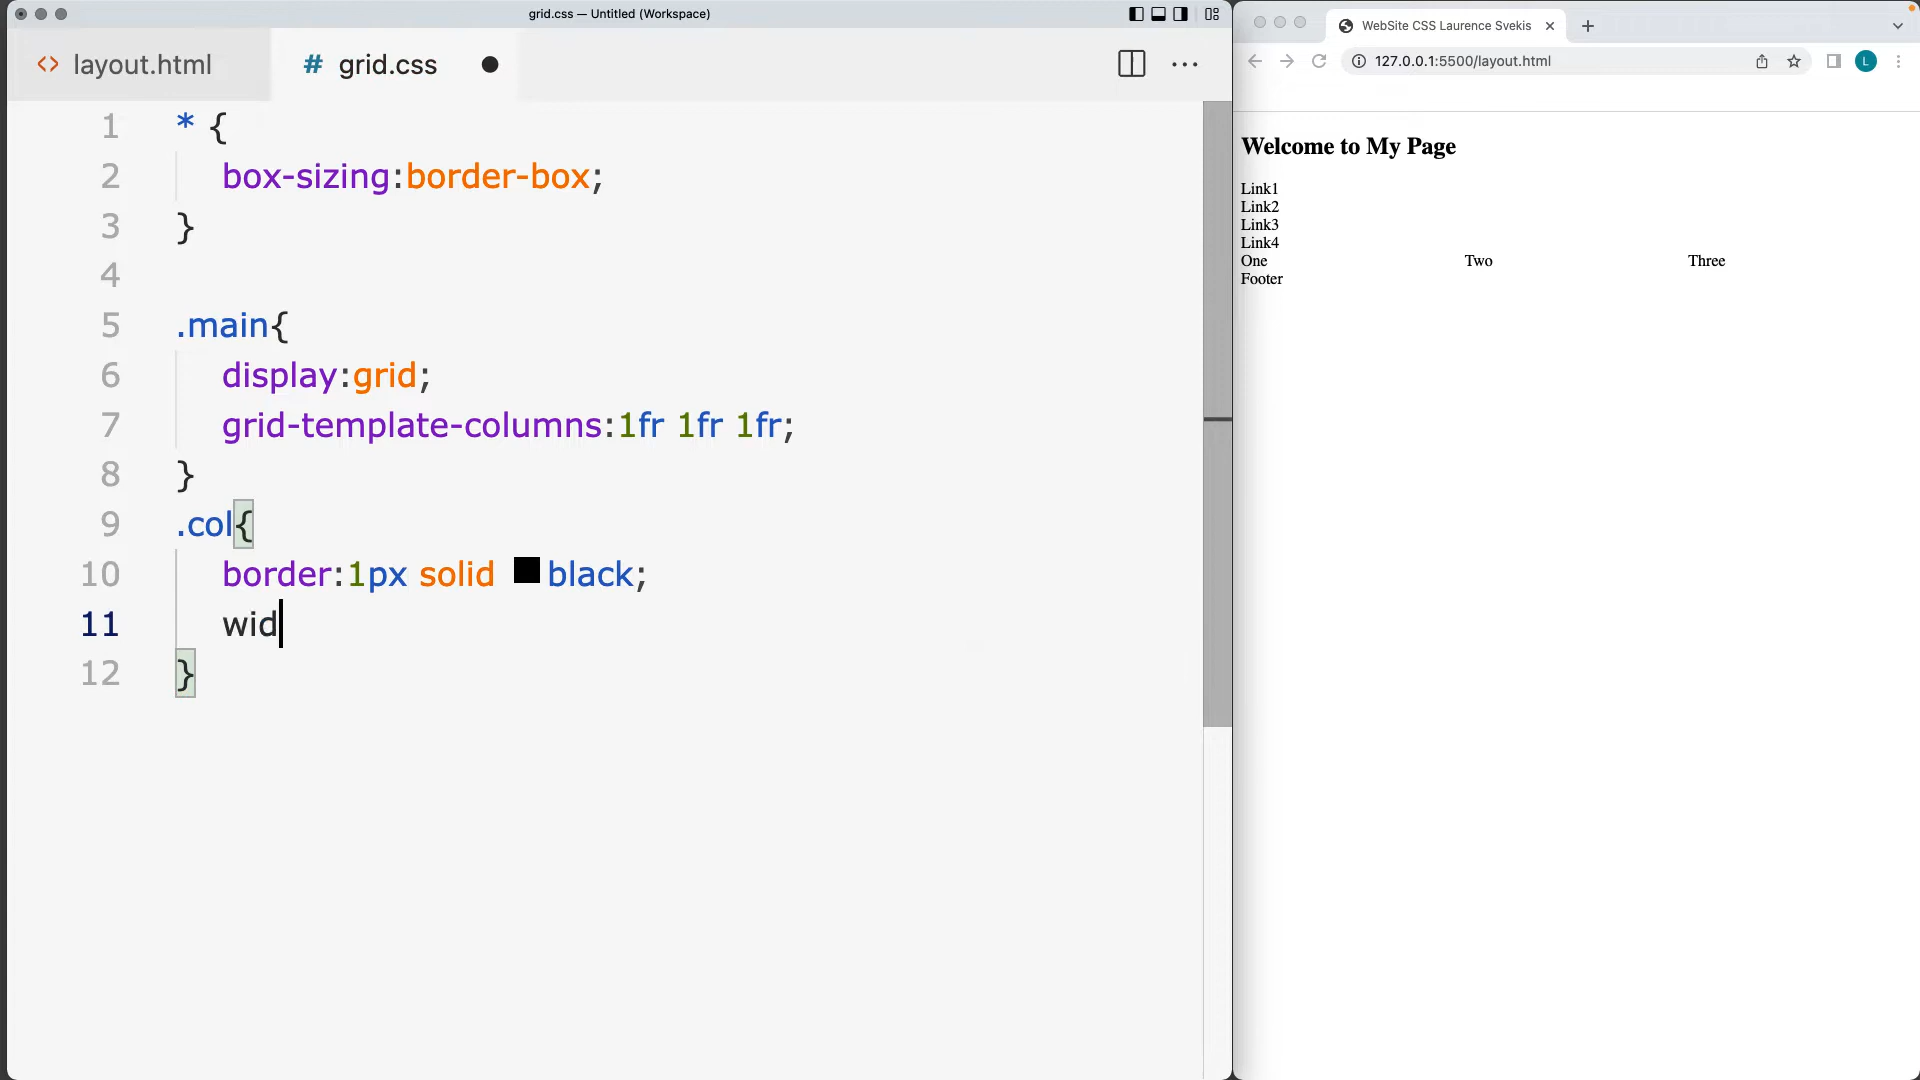 grid.css — Untitled (Workspace)
<> layout.html
# grid.css
1 * {
2 box-sizing:border-box;
3 }
4
5 .main{
6 display:grid;
7 grid-template-columns:1fr 1fr 1fr;
8 }
9 .col{
10 border:1px solid black;
11 wid
12 }
WebSite CSS Laurence Svekis
127.0.0.1:5500/layout.html
L
Welcome to My Page
Link1
Link2
Link3
Link4
One Two Three
Footer